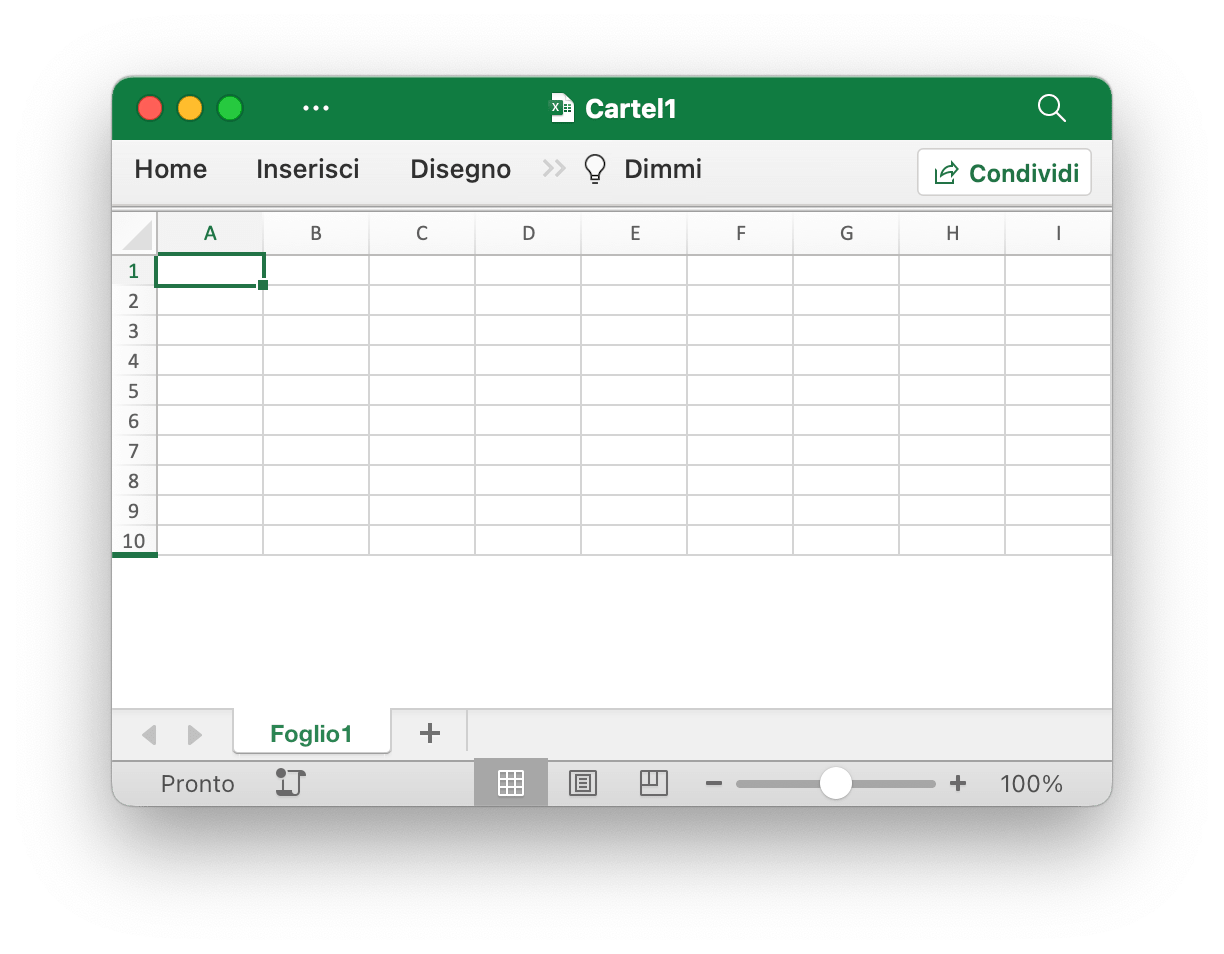 ... Cartel1
Home Inserisci Disegno >> Dimmi Condividi
A B C D E F G H I
1
2
3
4
5
6
7
8
9
10
Foglio1 +
Pronto − + 100%